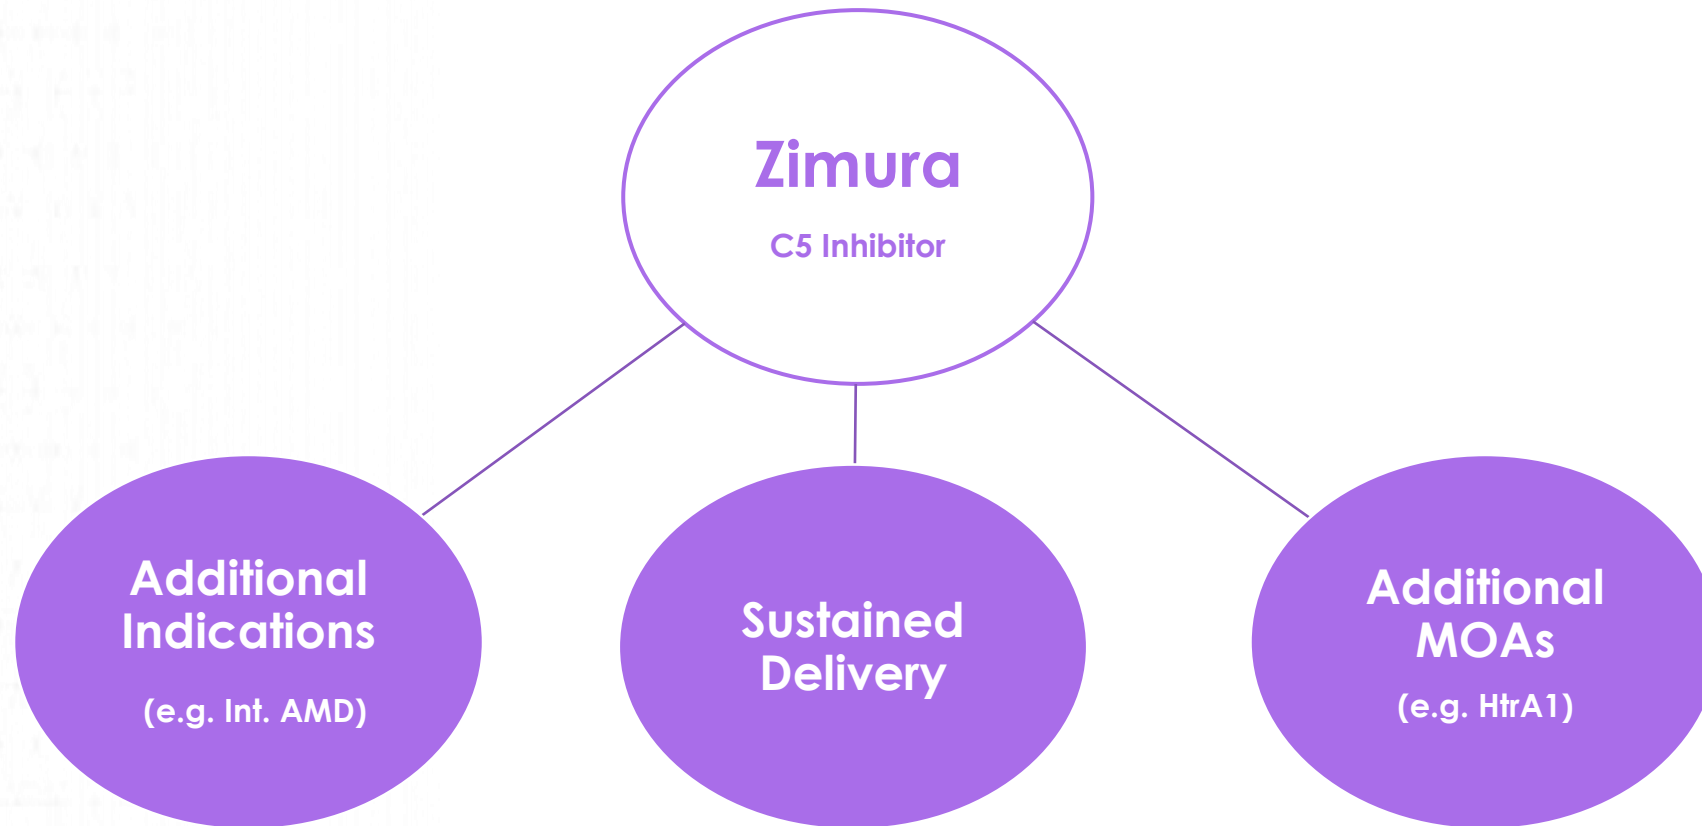 Zimura
C5 Inhibitor
Additional
Indications
(e.g. Int. AMD)
Sustained
Delivery
Additional
MOAs
(e.g. HtrA1)